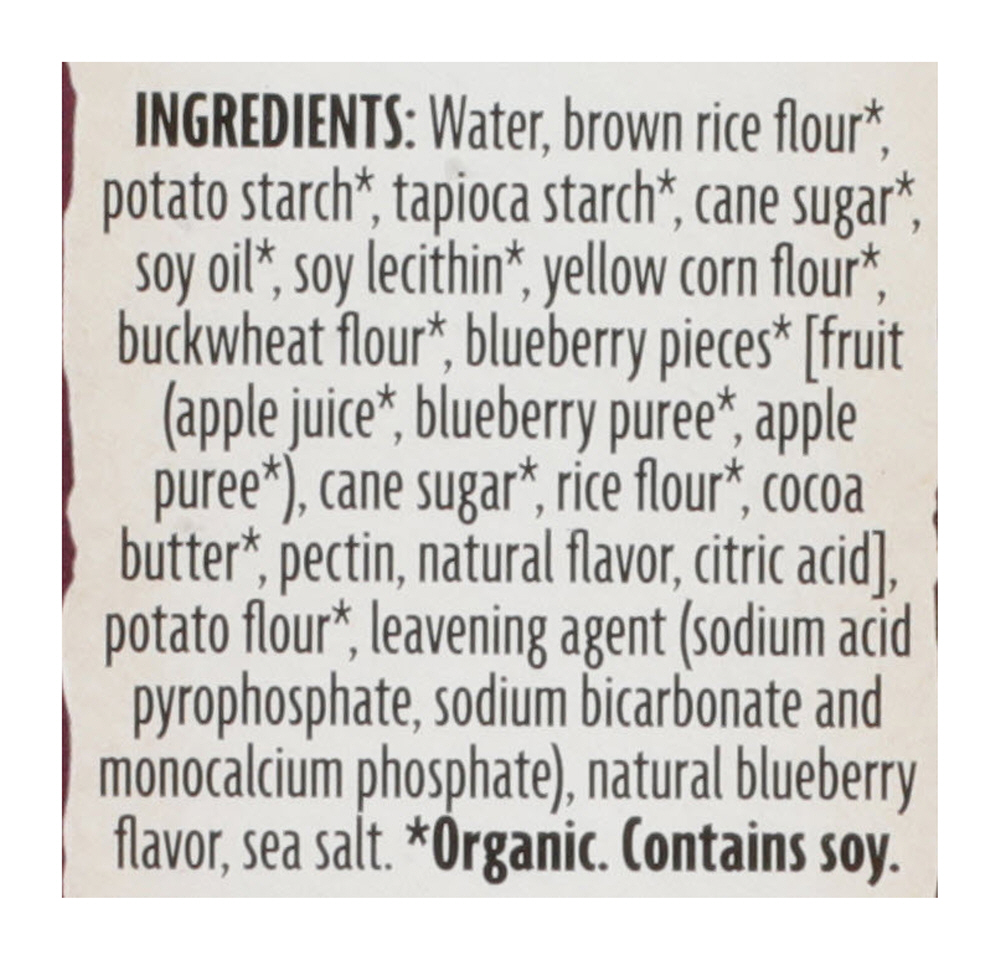 INGREDIENTS: Water, brown rice flour*,
potato starch*, tapioca starch*, cane sugar*,
soy oil*, soy lecithin*, yellow corn flour*,
buckwheat flour*, blueberry pieces* [fruit
(apple juice*, blueberry puree*, apple
puree*), cane sugar*, rice flour*, cocoa
butter*, pectin, natural flavor, citric acid],
potato flour*, leavening agent (sodium acid
pyrophosphate, sodium bicarbonate and
monocalcium phosphate), natural blueberry
flavor, sea salt. *Organic. Contains soy.